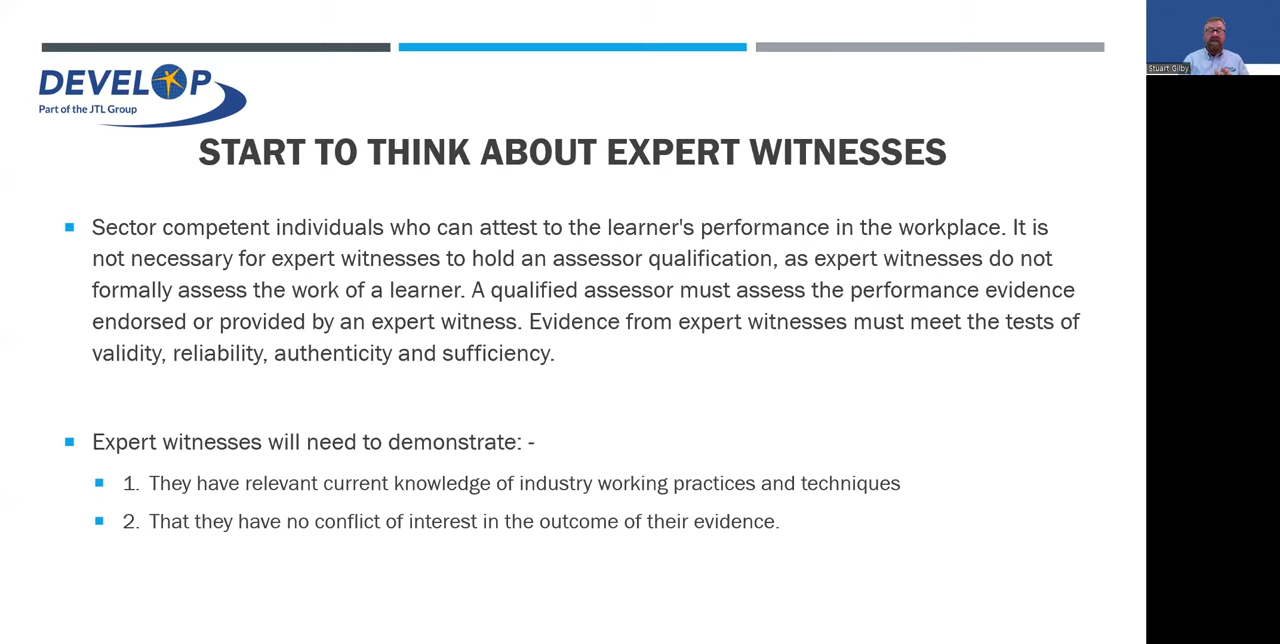 DEVELOP
Part of the JTL Group
Stuart Gilby
START TO THINK ABOUT EXPERT WITNESSES
Sector competent individuals who can attest to the learner's performance in the workplace. It is
not necessary for expert witnesses to hold an assessor qualification, as expert witnesses do not
formally assess the work of a learner. A qualified assessor must assess the performance evidence
endorsed or provided by an expert witness. Evidence from expert witnesses must meet the tests of
validity, reliability, authenticity and sufficiency.
Expert witnesses will need to demonstrate: -
1. They have relevant current knowledge of industry working practices and techniques
2. That they have no conflict of interest in the outcome of their evidence.